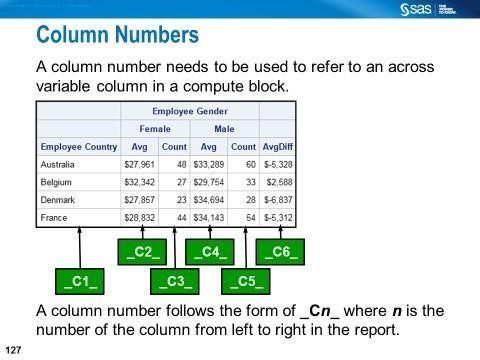 sas THE POWER TO KNOW
Column Numbers
A column number needs to be used to refer to an across
variable column in a compute block.
Employee Gender
Female Male
Employee Country Avg Count Avg Count AvgDiff
Australia $27,961 48 $33,289 60 $-5,328
Belgium $32,342 27 $29,754 33 $2,588
Denmark $27,857 23 $34,694 28 $-6,837
France $28,832 44 $34,143 54 $-5,312
_C2_ _C4_ _C6_
_C1_ _C3_ _C5_
A column number follows the form of _Cn_ where n is the
number of the column from left to right in the report.
127